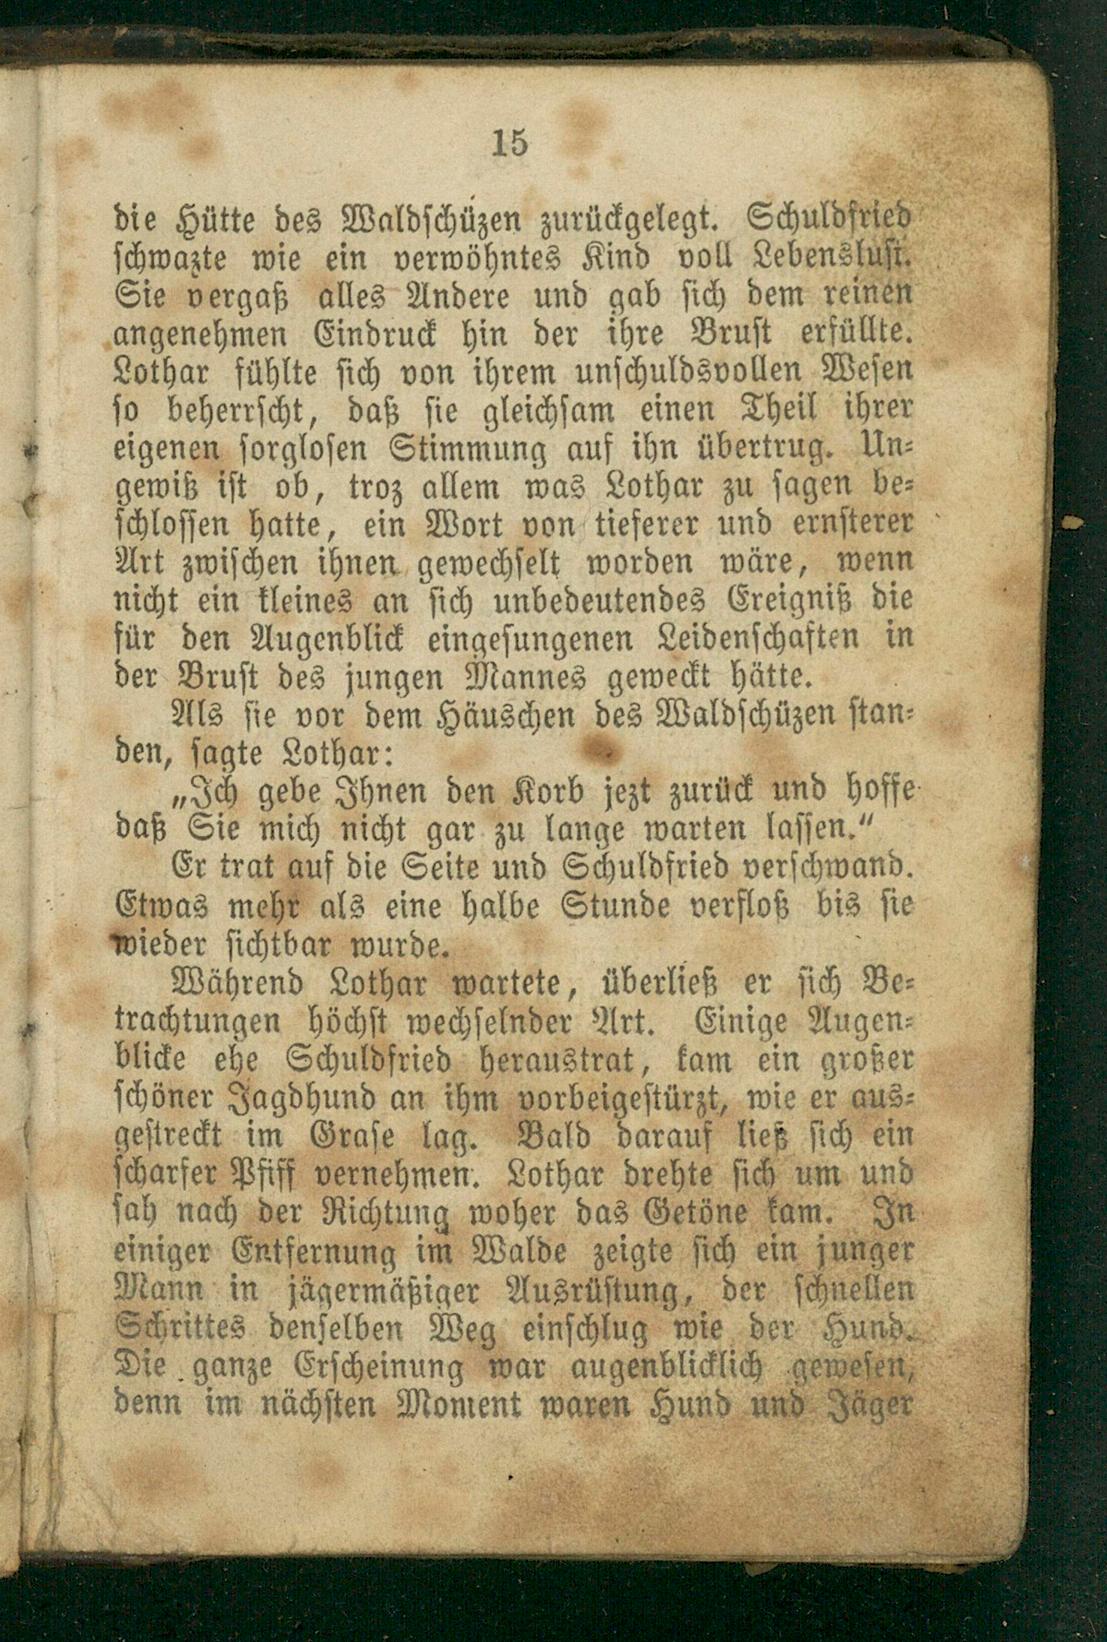 15
die Hütte des Waldschüzen zurückgelegt. Schuldfried
schwazte wie ein verwöhntes Kind voll Lebenslust.
Sie vergaß alles Andere und gab sich dem reinen
angenehmen Eindruck hin der ihre Brust erfüllte.
Lothar fühlte sich von ihrem unschuldsvollen Wesen
so beherrscht, daß sie gleichsam einen Theil ihrer
eigenen sorglosen Stimmung auf ihn übertrug. Un-
gewiß ist ob, troz allem was Lothar zu sagen be-
schlossen hatte, ein Wort von tieferer und ernsterer
Art zwischen ihnen gewechselt worden wäre, wenn
nicht ein kleines an sich unbedeutendes Ereigniß die
für den Augenblick eingesungenen Leidenschaften in
der Brust des jungen Mannes geweckt hätte.
Als sie vor dem Häuschen des Waldschüzen stan-
den, sagte Lothar:
„Ich gebe Ihnen den Korb jezt zurück und hoffe
daß Sie mich nicht gar zu lange warten lassen.“
Er trat auf die Seite und Schuldfried verschwand.
Etwas mehr als eine halbe Stunde verfloß bis sie
wieder sichtbar wurde.
Während Lothar wartete, überließ er sich Be-
trachtungen höchst wechselnder Art. Einige Augen-
blicke ehe Schuldfried heraustrat, kam ein großer
schöner Jagdhund an ihm vorbeigestürzt, wie er aus-
gestreckt im Grase lag. Bald darauf ließ sich ein
scharfer Pfiff vernehmen. Lothar drehte sich um und
sah nach der Richtung woher das Getöne kam. In
einiger Entfernung im Walde zeigte sich ein junger
Mann in jägermäßiger Ausrüstung, der schnellen
Schrittes denselben Weg einschlug wie der Hund.
Die ganze Erscheinung war augenblicklich gewesen,
denn im nächsten Moment waren Hund und Jäger